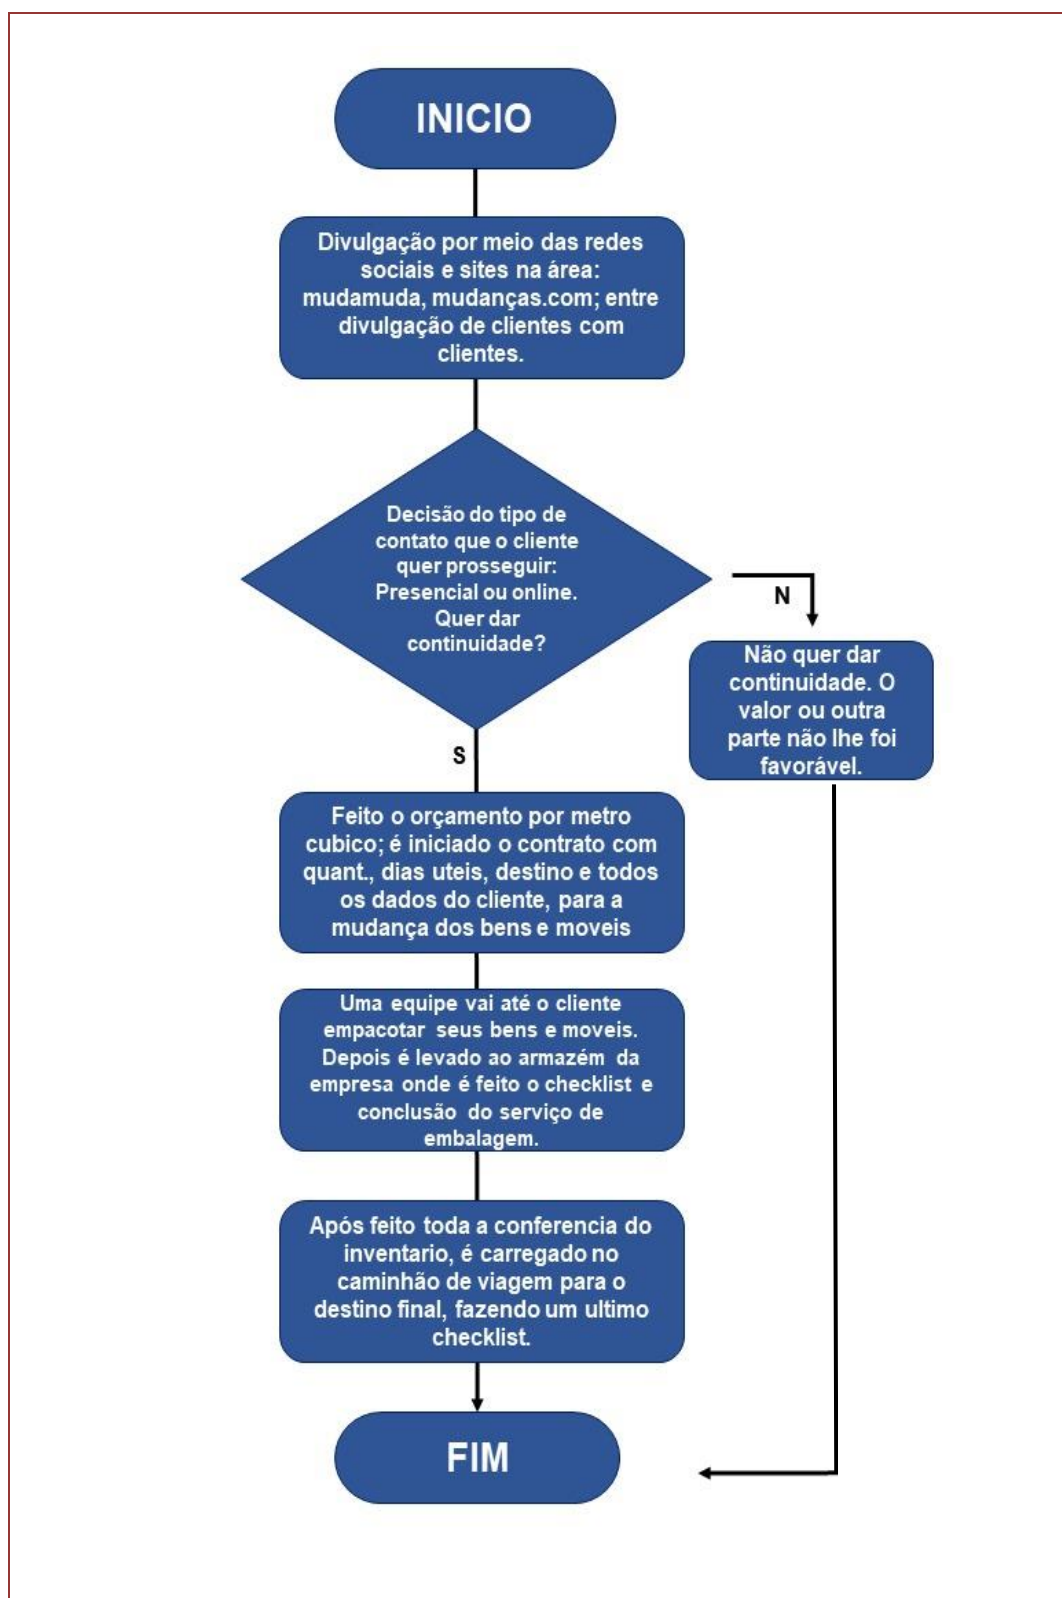 INICIO
Divulgação por meio das redes
sociais e sites na área:
mudamuda, mudanças.com; entre
divulgação de clientes com
clientes.
Decisão do tipo de
contato que o cliente
quer prosseguir:
Presencial ou online.
Quer dar
continuidade?
N
Não quer dar
continuidade. O
valor ou outra
parte não lhe foi
favorável.
S
Feito o orçamento por metro
cubico; é iniciado o contrato com
quant., dias uteis, destino e todos
os dados do cliente, para a
mudança dos bens e moveis
Uma equipe vai até o cliente
empacotar seus bens e moveis.
Depois é levado ao armazém da
empresa onde é feito o checklist e
conclusão do serviço de
embalagem.
Após feito toda a conferencia do
inventario, é carregado no
caminhão de viagem para o
destino final, fazendo um ultimo
checklist.
FIM